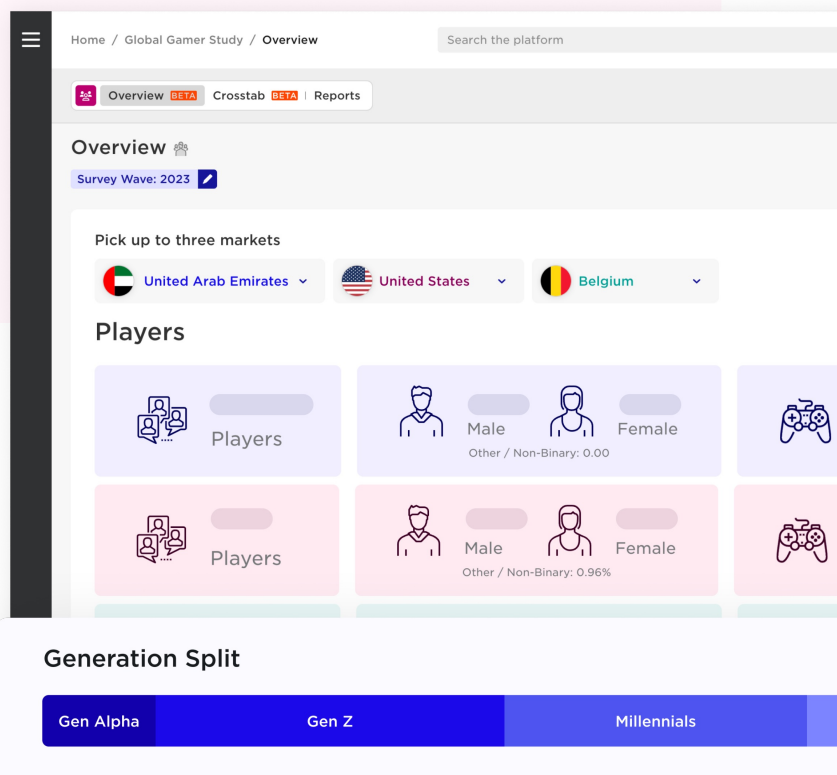 Home / Global Gamer Study / Overview
Search the platform
Overview BETA Crosstab BETA | Reports
Overview
Survey Wave: 2023
Pick up to three markets
United Arab Emirates
United States
Belgium
Players
Players
Male
Female
Other / Non-Binary: 0.00
Players
Male
Female
Other / Non-Binary: 0.96%
Generation Split
Gen Alpha
Gen Z
Millennials